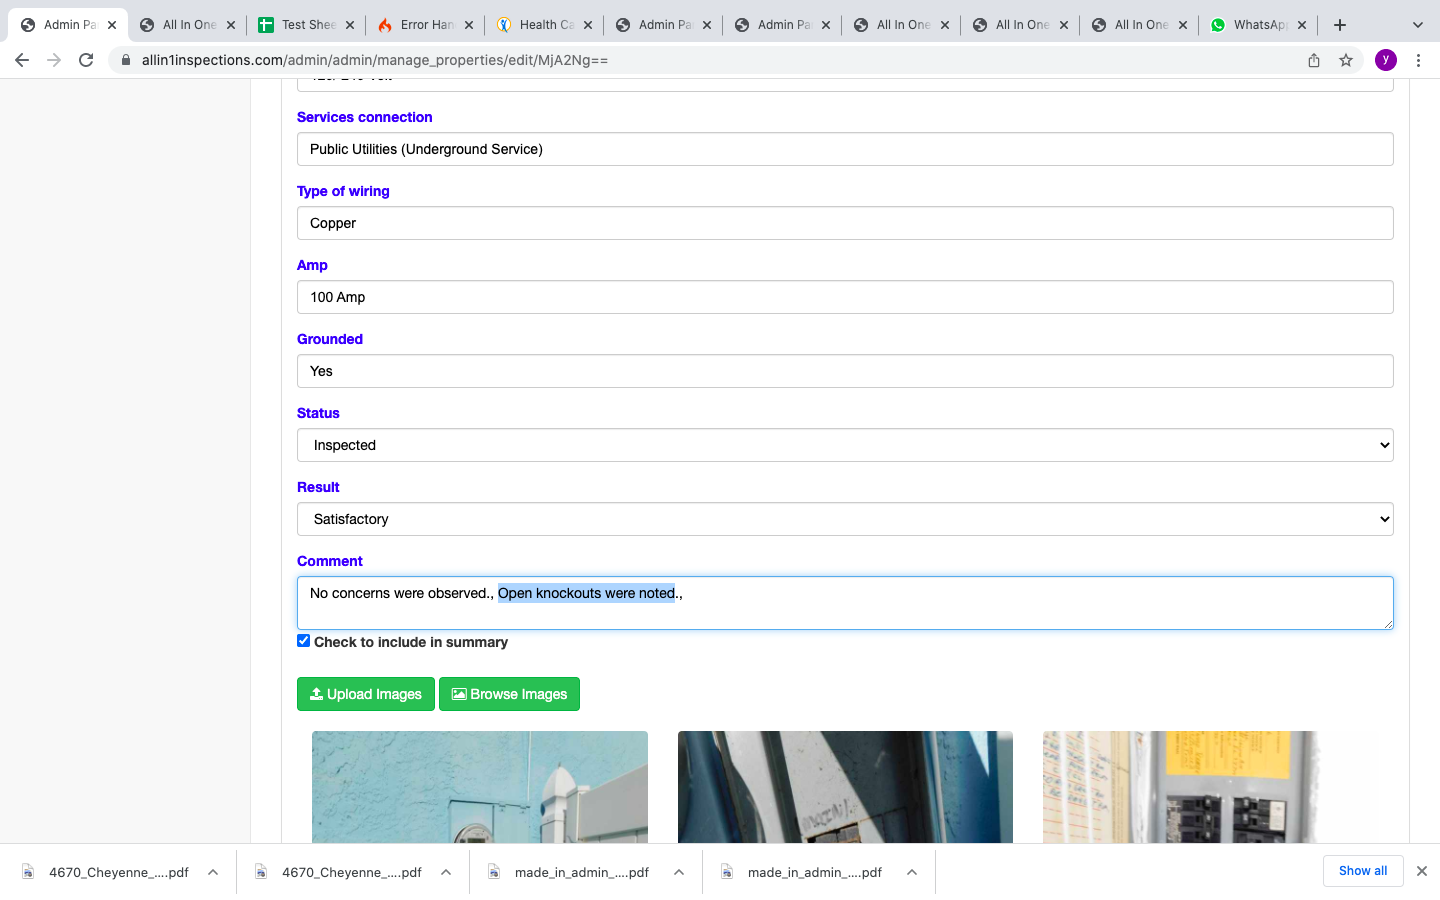 Admin Pa
All In One
Test Shee
Error Han
Health Ca
Admin Pa
Admin Pa
All In One
All In One
All In One
WhatsApp
allin1inspections.com/admin/admin/manage_properties/edit/MjA2Ng==
y
Services connection
Public Utilities (Underground Service)
Type of wiring
Copper
Amp
100 Amp
Grounded
Yes
Status
Inspected
Result
Satisfactory
Comment
No concerns were observed., Open knockouts were noted.,
Check to include in summary
Upload Images
Browse Images
4670_Cheyenne_....pdf
4670_Cheyenne_....pdf
made_in_admin_....pdf
made_in_admin_....pdf
Show all